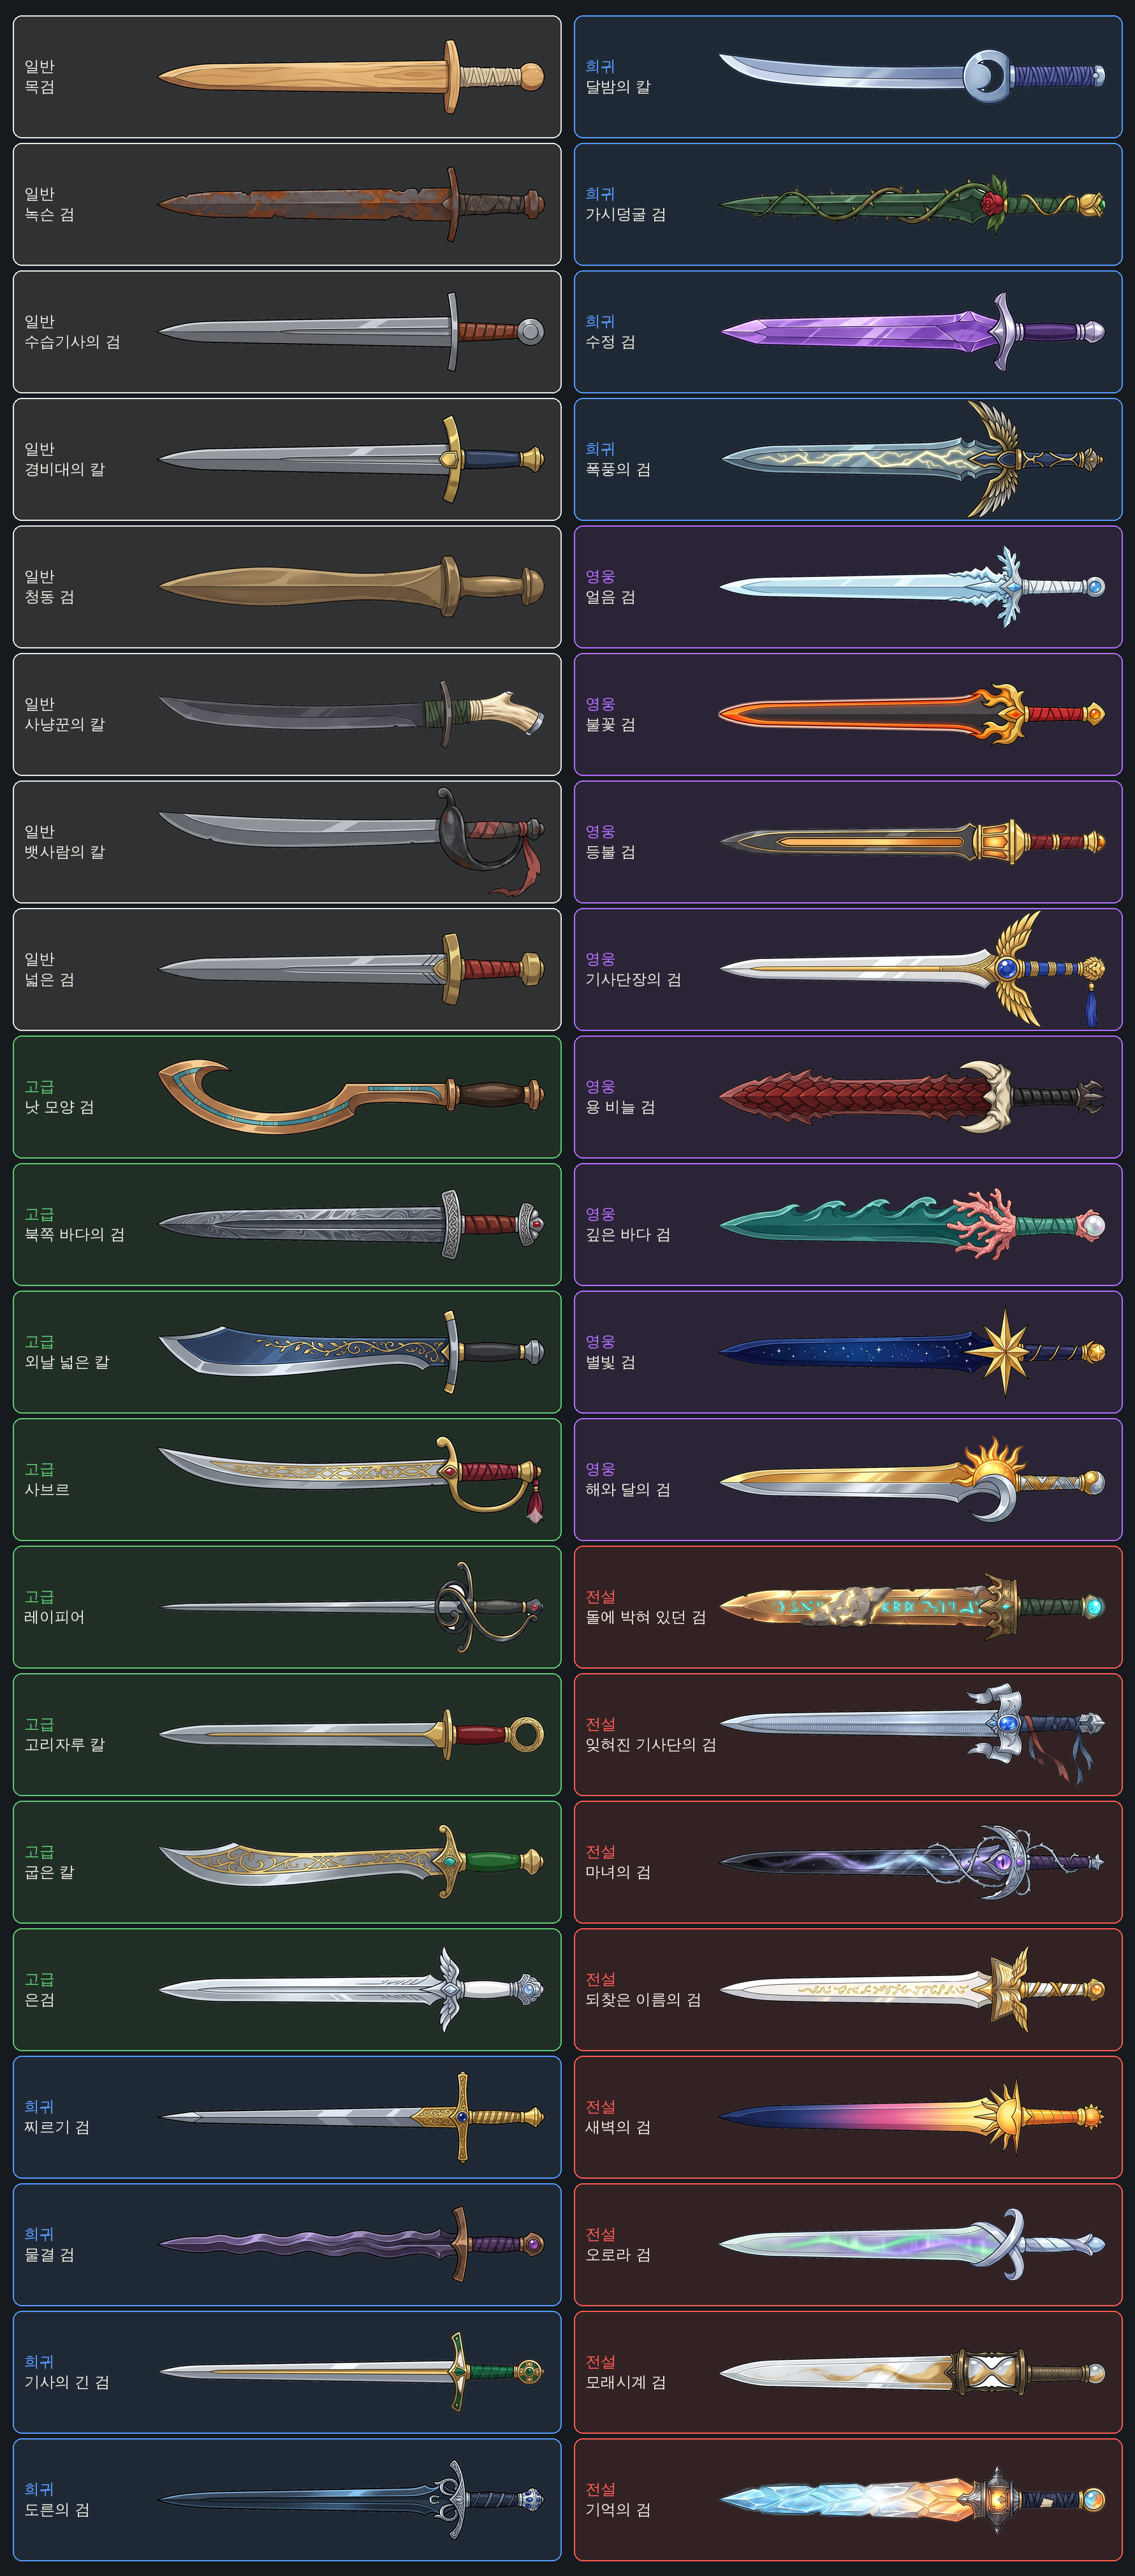 일반
목검
일반
녹슨 검
일반
수습기사의 검
일반
경비대의 칼
일반
청동 검
일반
사냥꾼의 칼
일반
뱃사람의 칼
일반
넓은 검
고급
낫 모양 검
고급
북쪽 바다의 검
고급
외날 넓은 칼
고급
사브르
고급
레이피어
고급
고리자루 칼
고급
굽은 칼
고급
은검
희귀
찌르기 검
희귀
물결 검
희귀
기사의 긴 검
희귀
도른의 검
희귀
달밤의 칼
희귀
가시덩굴 검
희귀
수정 검
희귀
폭풍의 검
영웅
얼음 검
영웅
불꽃 검
영웅
등불 검
영웅
기사단장의 검
영웅
용 비늘 검
영웅
깊은 바다 검
영웅
별빛 검
영웅
해와 달의 검
전설
돌에 박혀 있던 검
전설
잊혀진 기사단의 검
전설
마녀의 검
전설
되찾은 이름의 검
전설
새벽의 검
전설
오로라 검
전설
모래시계 검
전설
기억의 검